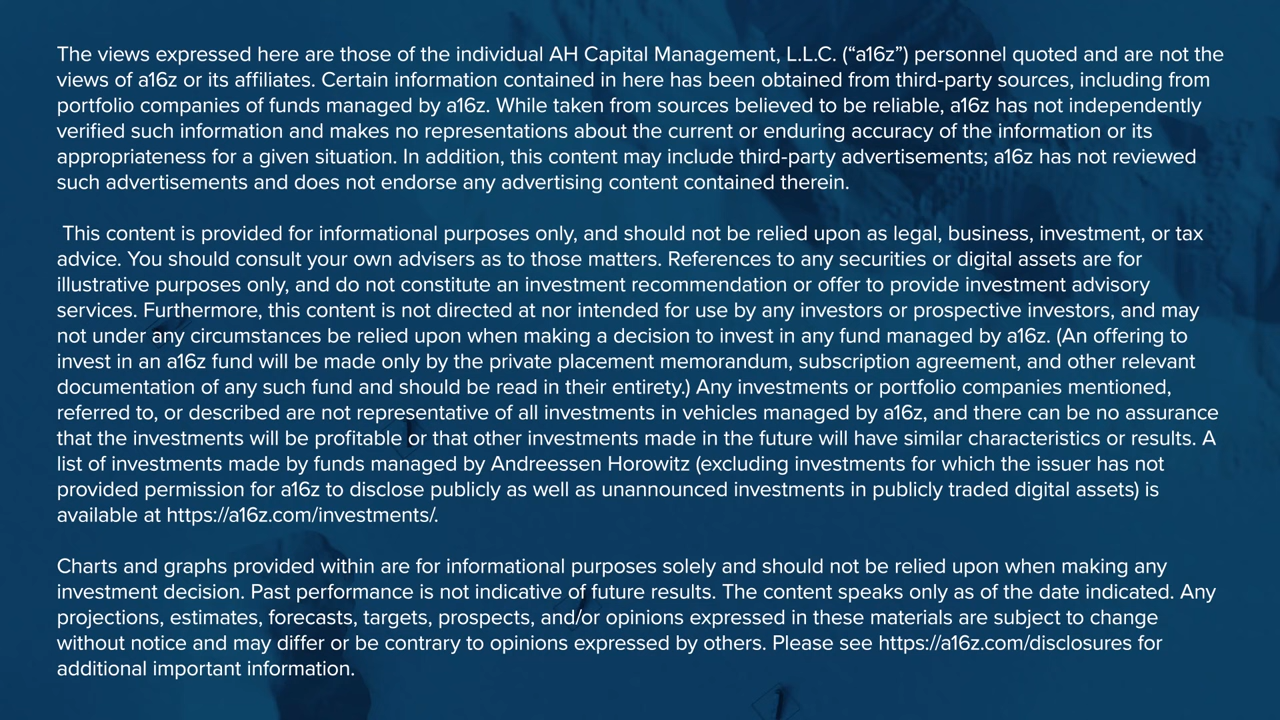 The views expressed here are those of the individual AH Capital Management, L.L.C. (“a16z”) personnel quoted and are not the
views of a16z or its affiliates. Certain information contained in here has been obtained from third-party sources, including from
portfolio companies of funds managed by a16z. While taken from sources believed to be reliable, a16z has not independently
verified such information and makes no representations about the current or enduring accuracy of the information or its
appropriateness for a given situation. In addition, this content may include third-party advertisements; a16z has not reviewed
such advertisements and does not endorse any advertising content contained therein.
This content is provided for informational purposes only, and should not be relied upon as legal, business, investment, or tax
advice. You should consult your own advisers as to those matters. References to any securities or digital assets are for
illustrative purposes only, and do not constitute an investment recommendation or offer to provide investment advisory
services. Furthermore, this content is not directed at nor intended for use by any investors or prospective investors, and may
not under any circumstances be relied upon when making a decision to invest in any fund managed by a16z. (An offering to
invest in an a16z fund will be made only by the private placement memorandum, subscription agreement, and other relevant
documentation of any such fund and should be read in their entirety.) Any investments or portfolio companies mentioned,
referred to, or described are not representative of all investments in vehicles managed by a16z, and there can be no assurance
that the investments will be profitable or that other investments made in the future will have similar characteristics or results. A
list of investments made by funds managed by Andreessen Horowitz (excluding investments for which the issuer has not
provided permission for a16z to disclose publicly as well as unannounced investments in publicly traded digital assets) is
available at https://a16z.com/investments/.
Charts and graphs provided within are for informational purposes solely and should not be relied upon when making any
investment decision. Past performance is not indicative of future results. The content speaks only as of the date indicated. Any
projections, estimates, forecasts, targets, prospects, and/or opinions expressed in these materials are subject to change
without notice and may differ or be contrary to opinions expressed by others. Please see https://a16z.com/disclosures for
additional important information.